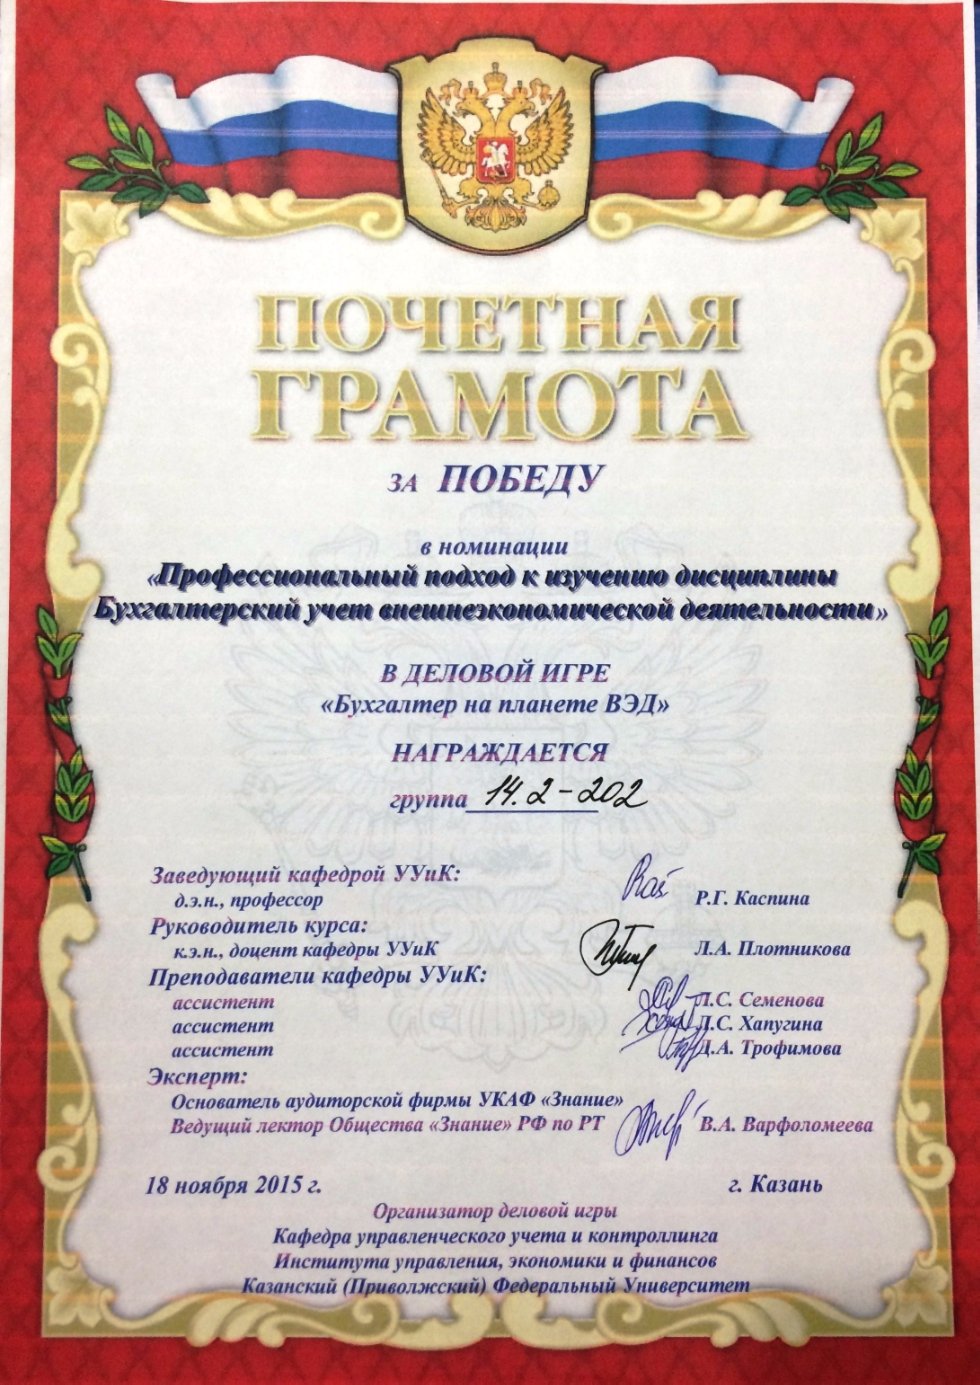 ПОЧЕТНАЯ
ГРАМОТА
за ПОБЕДУ
в номинации
«Профессиональный подход к изучению дисциплины
Бухгалтерский учет внешнеэкономической деятельности»
В ДЕЛОВОЙ ИГРЕ
«Бухгалтер на планете ВЭД»
НАГРАЖДАЕТСЯ
группа 14.2-202
Заведующий кафедрой УУиК:
д.э.н., профессор Р.Г. Каспина
Руководитель курса:
к.э.н., доцент кафедры УУиК Л.А. Плотникова
Преподаватели кафедры УУиК:
ассистент Л.С. Семенова
ассистент Л.С. Хапугина
ассистент Д.А. Трофимова
Эксперт:
Основатель аудиторской фирмы УКАФ «Знание»
Ведущий лектор Общества «Знание» РФ по РТ В.А. Варфоломеева
18 ноября 2015 г. г. Казань
Организатор деловой игры
Кафедра управленческого учета и контроллинга
Института управления, экономики и финансов
Казанский (Приволжский) Федеральный Университет